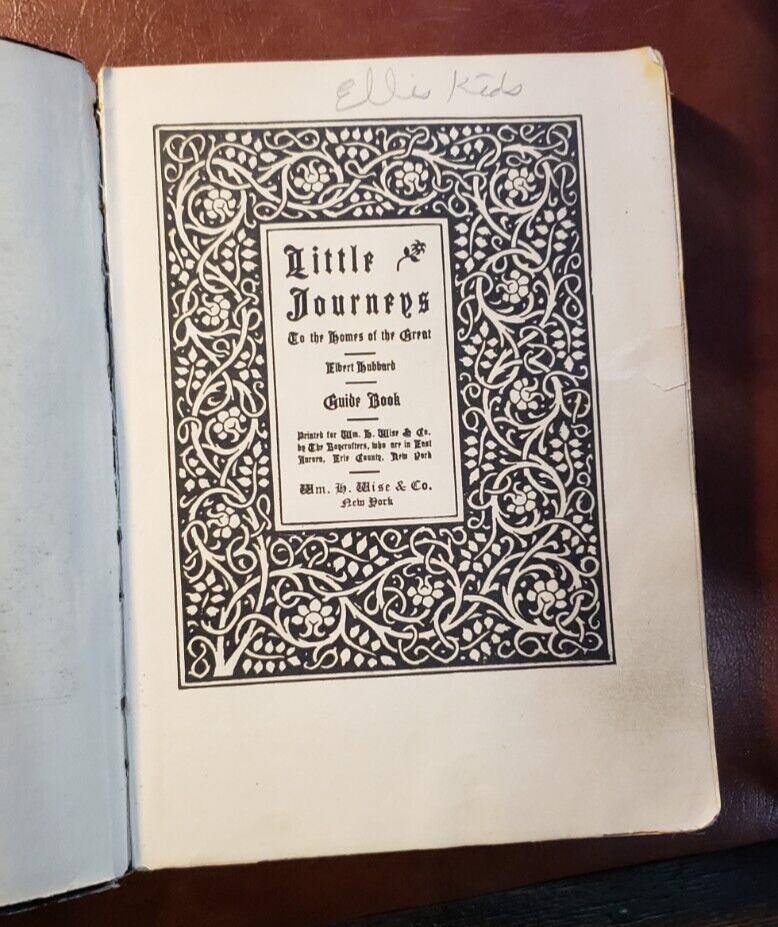 Ellis Kids
Little
Journeys
To the Homes of the Great
Elbert Hubbard
Guide Book
Printed for Wm. H. Wise & Co.
by The Roycrofters, who are in East
Aurora, Erie County, New York
Wm. H. Wise & Co.
New York